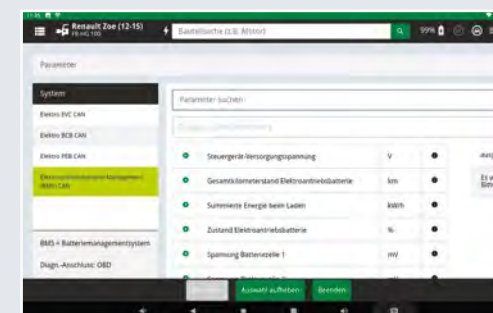 Renault Zoe (12-15)
Bauteilsuche (z.B. Motor)
99%
Parameter
System
Parameter suchen
Elektro EVC CAN
Elektro BCB CAN
Elektro PEB CAN
Steuergerät-Versorgungsspannung V
(BMS) CAN
Gesamtkilometerstand Elektroantriebsbatterie km
Summierte Energie beim Laden kWh
Zustand Elektroantriebsbatterie %
BMS + Batteriemanagementsystem
Spannung Batteriezelle 1 mV
Diagn.-Anschluss: OBD
Auswahl aufheben
Beenden